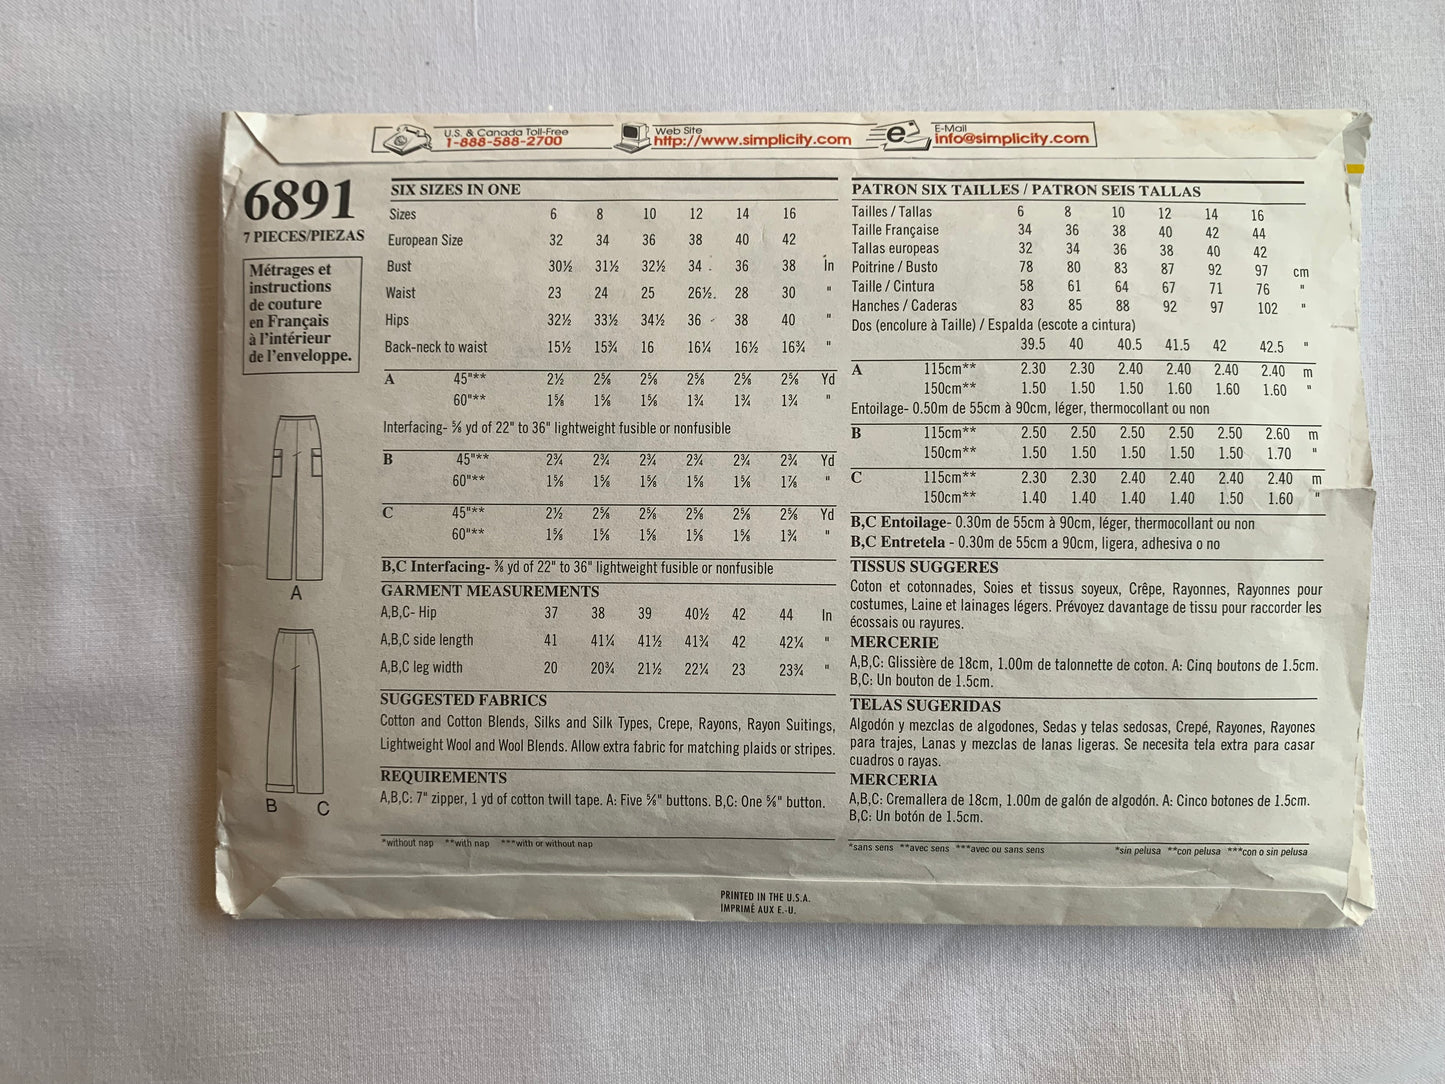 U.S. & Canada Toll-Free
1-888-588-2700
Web Site
http://www.simplicity.com
e
E-Mail
info@simplicity.com
6891
7 PIECES/PIEZAS
Métrages et
instructions
de couture
en Français
à l'intérieur
de l'enveloppe.
A
B C
SIX SIZES IN ONE
Sizes 6 8 10 12 14 16
European Size 32 34 36 38 40 42
Bust 30½ 31½ 32½ 34 36 38 In
Waist 23 24 25 26½ 28 30 "
Hips 32½ 33½ 34½ 36 38 40 "
Back-neck to waist 15½ 15¾ 16 16¼ 16½ 16¾ "
A 45"** 2½ 2⅝ 2⅝ 2⅝ 2⅝ 2⅝ Yd
60"** 1⅝ 1⅝ 1⅝ 1¾ 1¾ 1¾ "
Interfacing- ⅝ yd of 22" to 36" lightweight fusible or nonfusible
B 45"** 2¾ 2¾ 2¾ 2¾ 2¾ 2¾ Yd
60"** 1⅝ 1⅝ 1⅝ 1⅝ 1⅝ 1⅞ "
C 45"** 2½ 2⅝ 2⅝ 2⅝ 2⅝ 2⅝ Yd
60"** 1⅝ 1⅝ 1⅝ 1⅝ 1⅝ 1¾ "
B,C Interfacing- ⅜ yd of 22" to 36" lightweight fusible or nonfusible
GARMENT MEASUREMENTS
A,B,C- Hip 37 38 39 40½ 42 44 In
A,B,C side length 41 41¼ 41½ 41¾ 42 42¼ "
A,B,C leg width 20 20¾ 21½ 22¼ 23 23¾ "
SUGGESTED FABRICS
Cotton and Cotton Blends, Silks and Silk Types, Crepe, Rayons, Rayon Suitings,
Lightweight Wool and Wool Blends. Allow extra fabric for matching plaids or stripes.
REQUIREMENTS
A,B,C: 7" zipper, 1 yd of cotton twill tape. A: Five ⅝" buttons. B,C: One ⅝" button.
*without nap **with nap ***with or without nap
PATRON SIX TAILLES / PATRON SEIS TALLAS
Tailles / Tallas 6 8 10 12 14 16
Taille Française 34 36 38 40 42 44
Tallas europeas 32 34 36 38 40 42
Poitrine / Busto 78 80 83 87 92 97 cm
Taille / Cintura 58 61 64 67 71 76 "
Hanches / Caderas 83 85 88 92 97 102 "
Dos (encolure à Taille) / Espalda (escote a cintura)
39.5 40 40.5 41.5 42 42.5 "
A 115cm** 2.30 2.30 2.40 2.40 2.40 2.40 m
150cm** 1.50 1.50 1.50 1.60 1.60 1.60 "
Entoilage- 0.50m de 55cm à 90cm, léger, thermocollant ou non
B 115cm** 2.50 2.50 2.50 2.50 2.50 2.60 m
150cm** 1.50 1.50 1.50 1.50 1.50 1.70 "
C 115cm** 2.30 2.30 2.40 2.40 2.40 2.40 m
150cm** 1.40 1.40 1.40 1.40 1.50 1.60 "
B,C Entoilage- 0.30m de 55cm à 90cm, léger, thermocollant ou non
B,C Entretela - 0.30m de 55cm a 90cm, ligera, adhesiva o no
TISSUS SUGGERES
Coton et cotonnades, Soies et tissus soyeux, Crêpe, Rayonnes, Rayonnes pour
costumes, Laine et lainages légers. Prévoyez davantage de tissu pour raccorder les
écossais ou rayures.
MERCERIE
A,B,C: Glissière de 18cm, 1.00m de talonnette de coton. A: Cinq boutons de 1.5cm.
B,C: Un bouton de 1.5cm.
TELAS SUGERIDAS
Algodón y mezclas de algodones, Sedas y telas sedosas, Crepé, Rayones, Rayones
para trajes, Lanas y mezclas de lanas ligeras. Se necesita tela extra para casar
cuadros o rayas.
MERCERIA
A,B,C: Cremallera de 18cm, 1.00m de galón de algodón. A: Cinco botones de 1.5cm.
B,C: Un botón de 1.5cm.
*sans sens **avec sens ***avec ou sans sens *sin pelusa **con pelusa ***con o sin pelusa
PRINTED IN THE U.S.A.
IMPRIMÉ AUX E.-U.